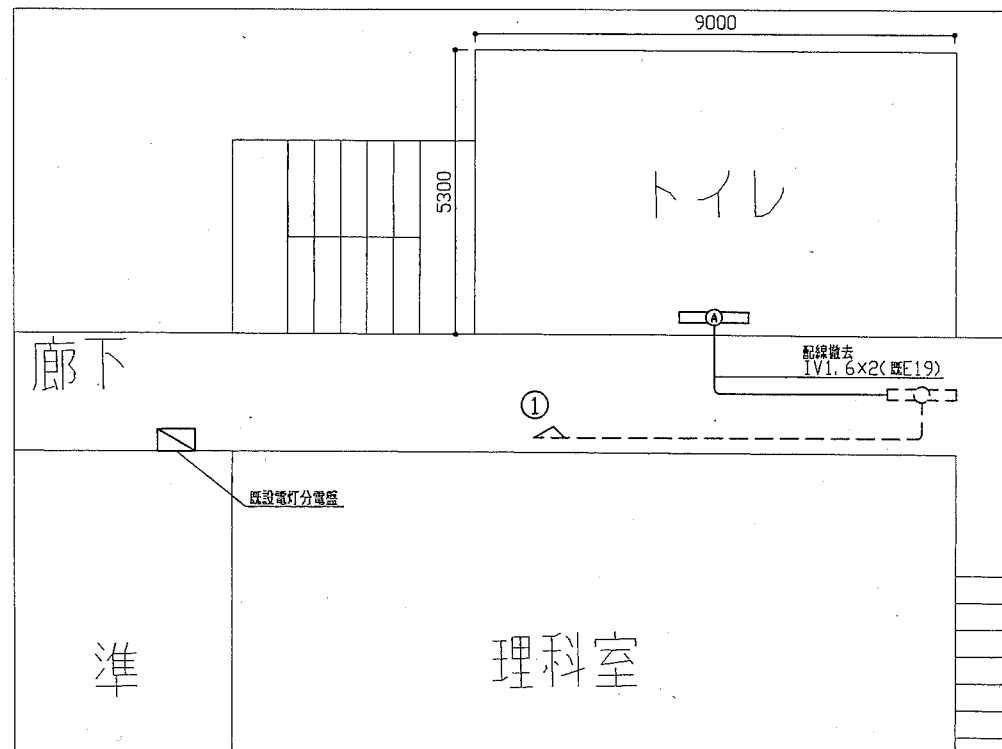 9000
5300
トイレ
A
配線撤去
IV1.6×2(既E19)
廊下
①
既設電灯分電盤
準
理科室